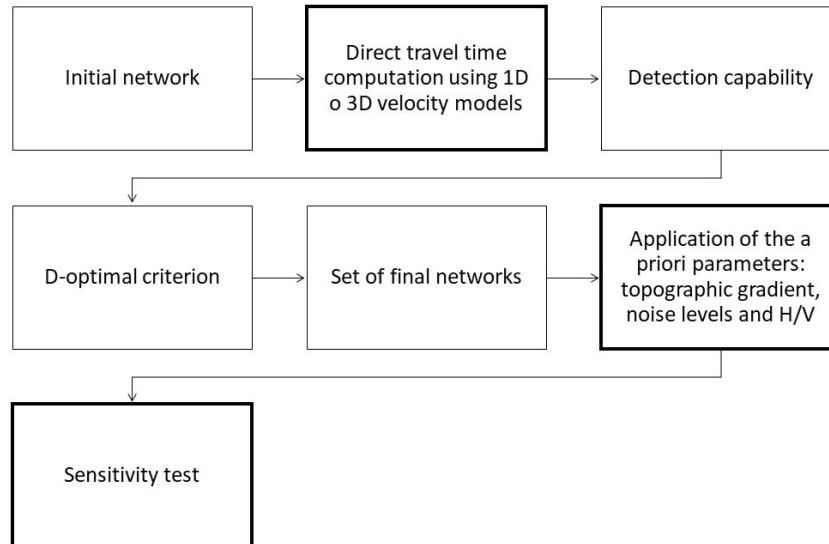 Initial network
Direct travel time
computation using 1D
o 3D velocity models
Detection capability
D-optimal criterion
Set of final networks
Application of the a
priori parameters:
topographic gradient,
noise levels and H/V
Sensitivity test